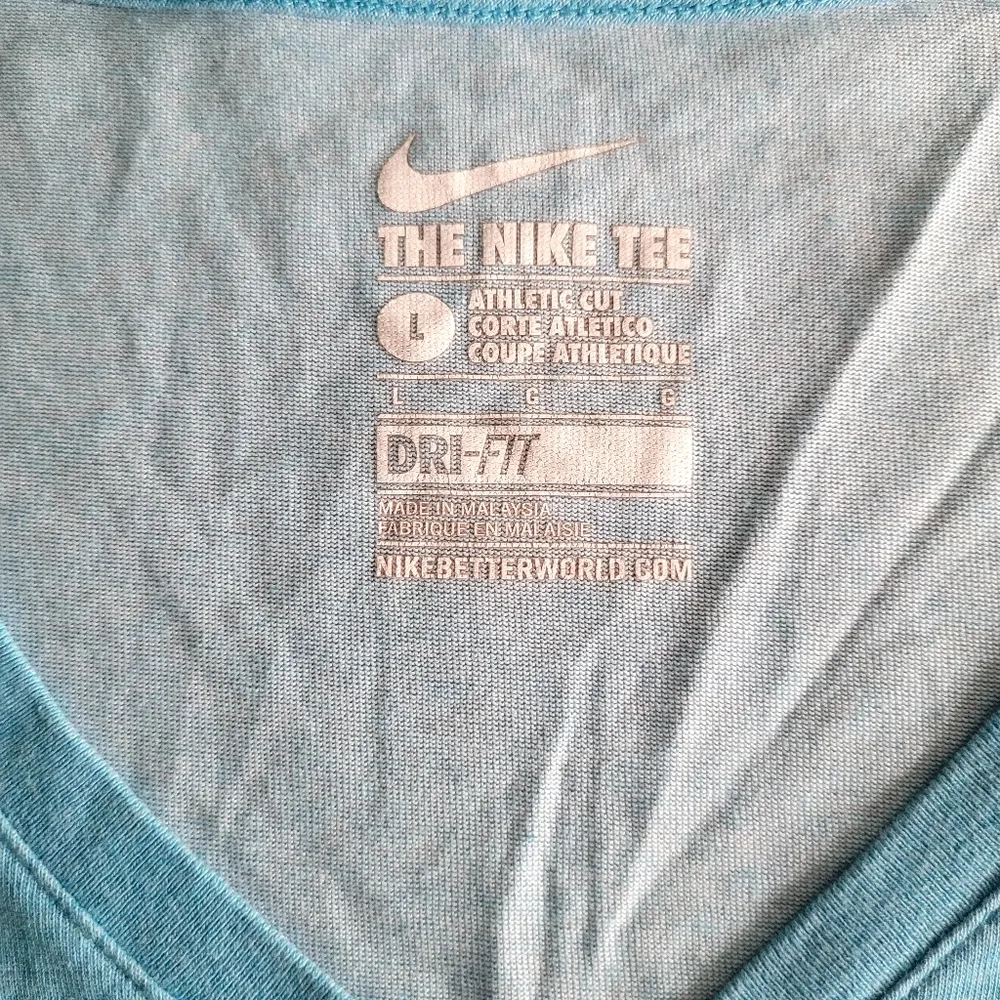 THE NIKE TEE
L
ATHLETIC CUT
CORTE ATLETICO
COUPE ATHLETIQUE
L G G
DRI-FIT
MADE IN MALAYSIA
FABRIQUE EN MALAISIE
NIKEBETTERWORLD.COM